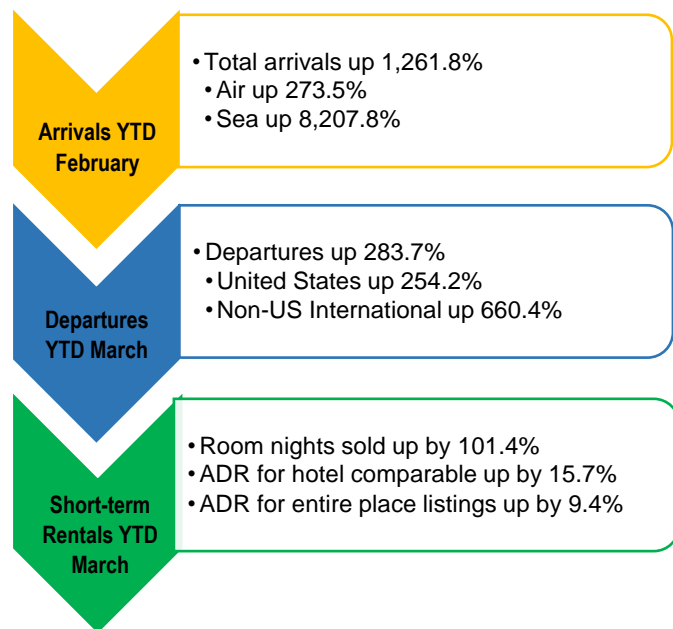 Arrivals YTD
February
• Total arrivals up 1,261.8%
• Air up 273.5%
• Sea up 8,207.8%
Departures
YTD March
• Departures up 283.7%
• United States up 254.2%
• Non-US International up 660.4%
Short-term
Rentals YTD
March
• Room nights sold up by 101.4%
• ADR for hotel comparable up by 15.7%
• ADR for entire place listings up by 9.4%